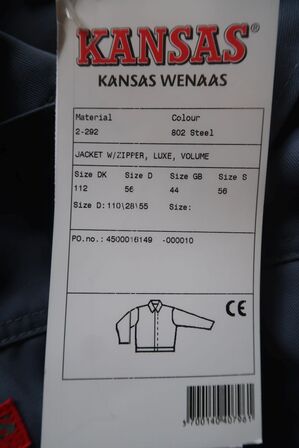 KANSAS®
KANSAS WENAAS
Material Colour
2-292 802 Steel
JACKET W/ZIPPER, LUXE, VOLUME
Size DK Size D Size GB Size S
112 56 44 56
Size D:110\28\55 Size:
PO.no.: 4500016149 -000010
CE
5700140407961